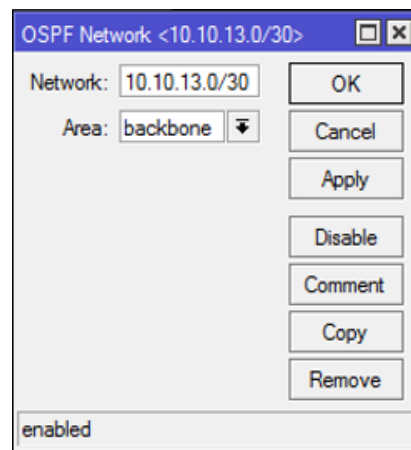 OSPF Network <10.10.13.0/30>
Network: 10.10.13.0/30
Area: backbone
OK
Cancel
Apply
Disable
Comment
Copy
Remove
enabled